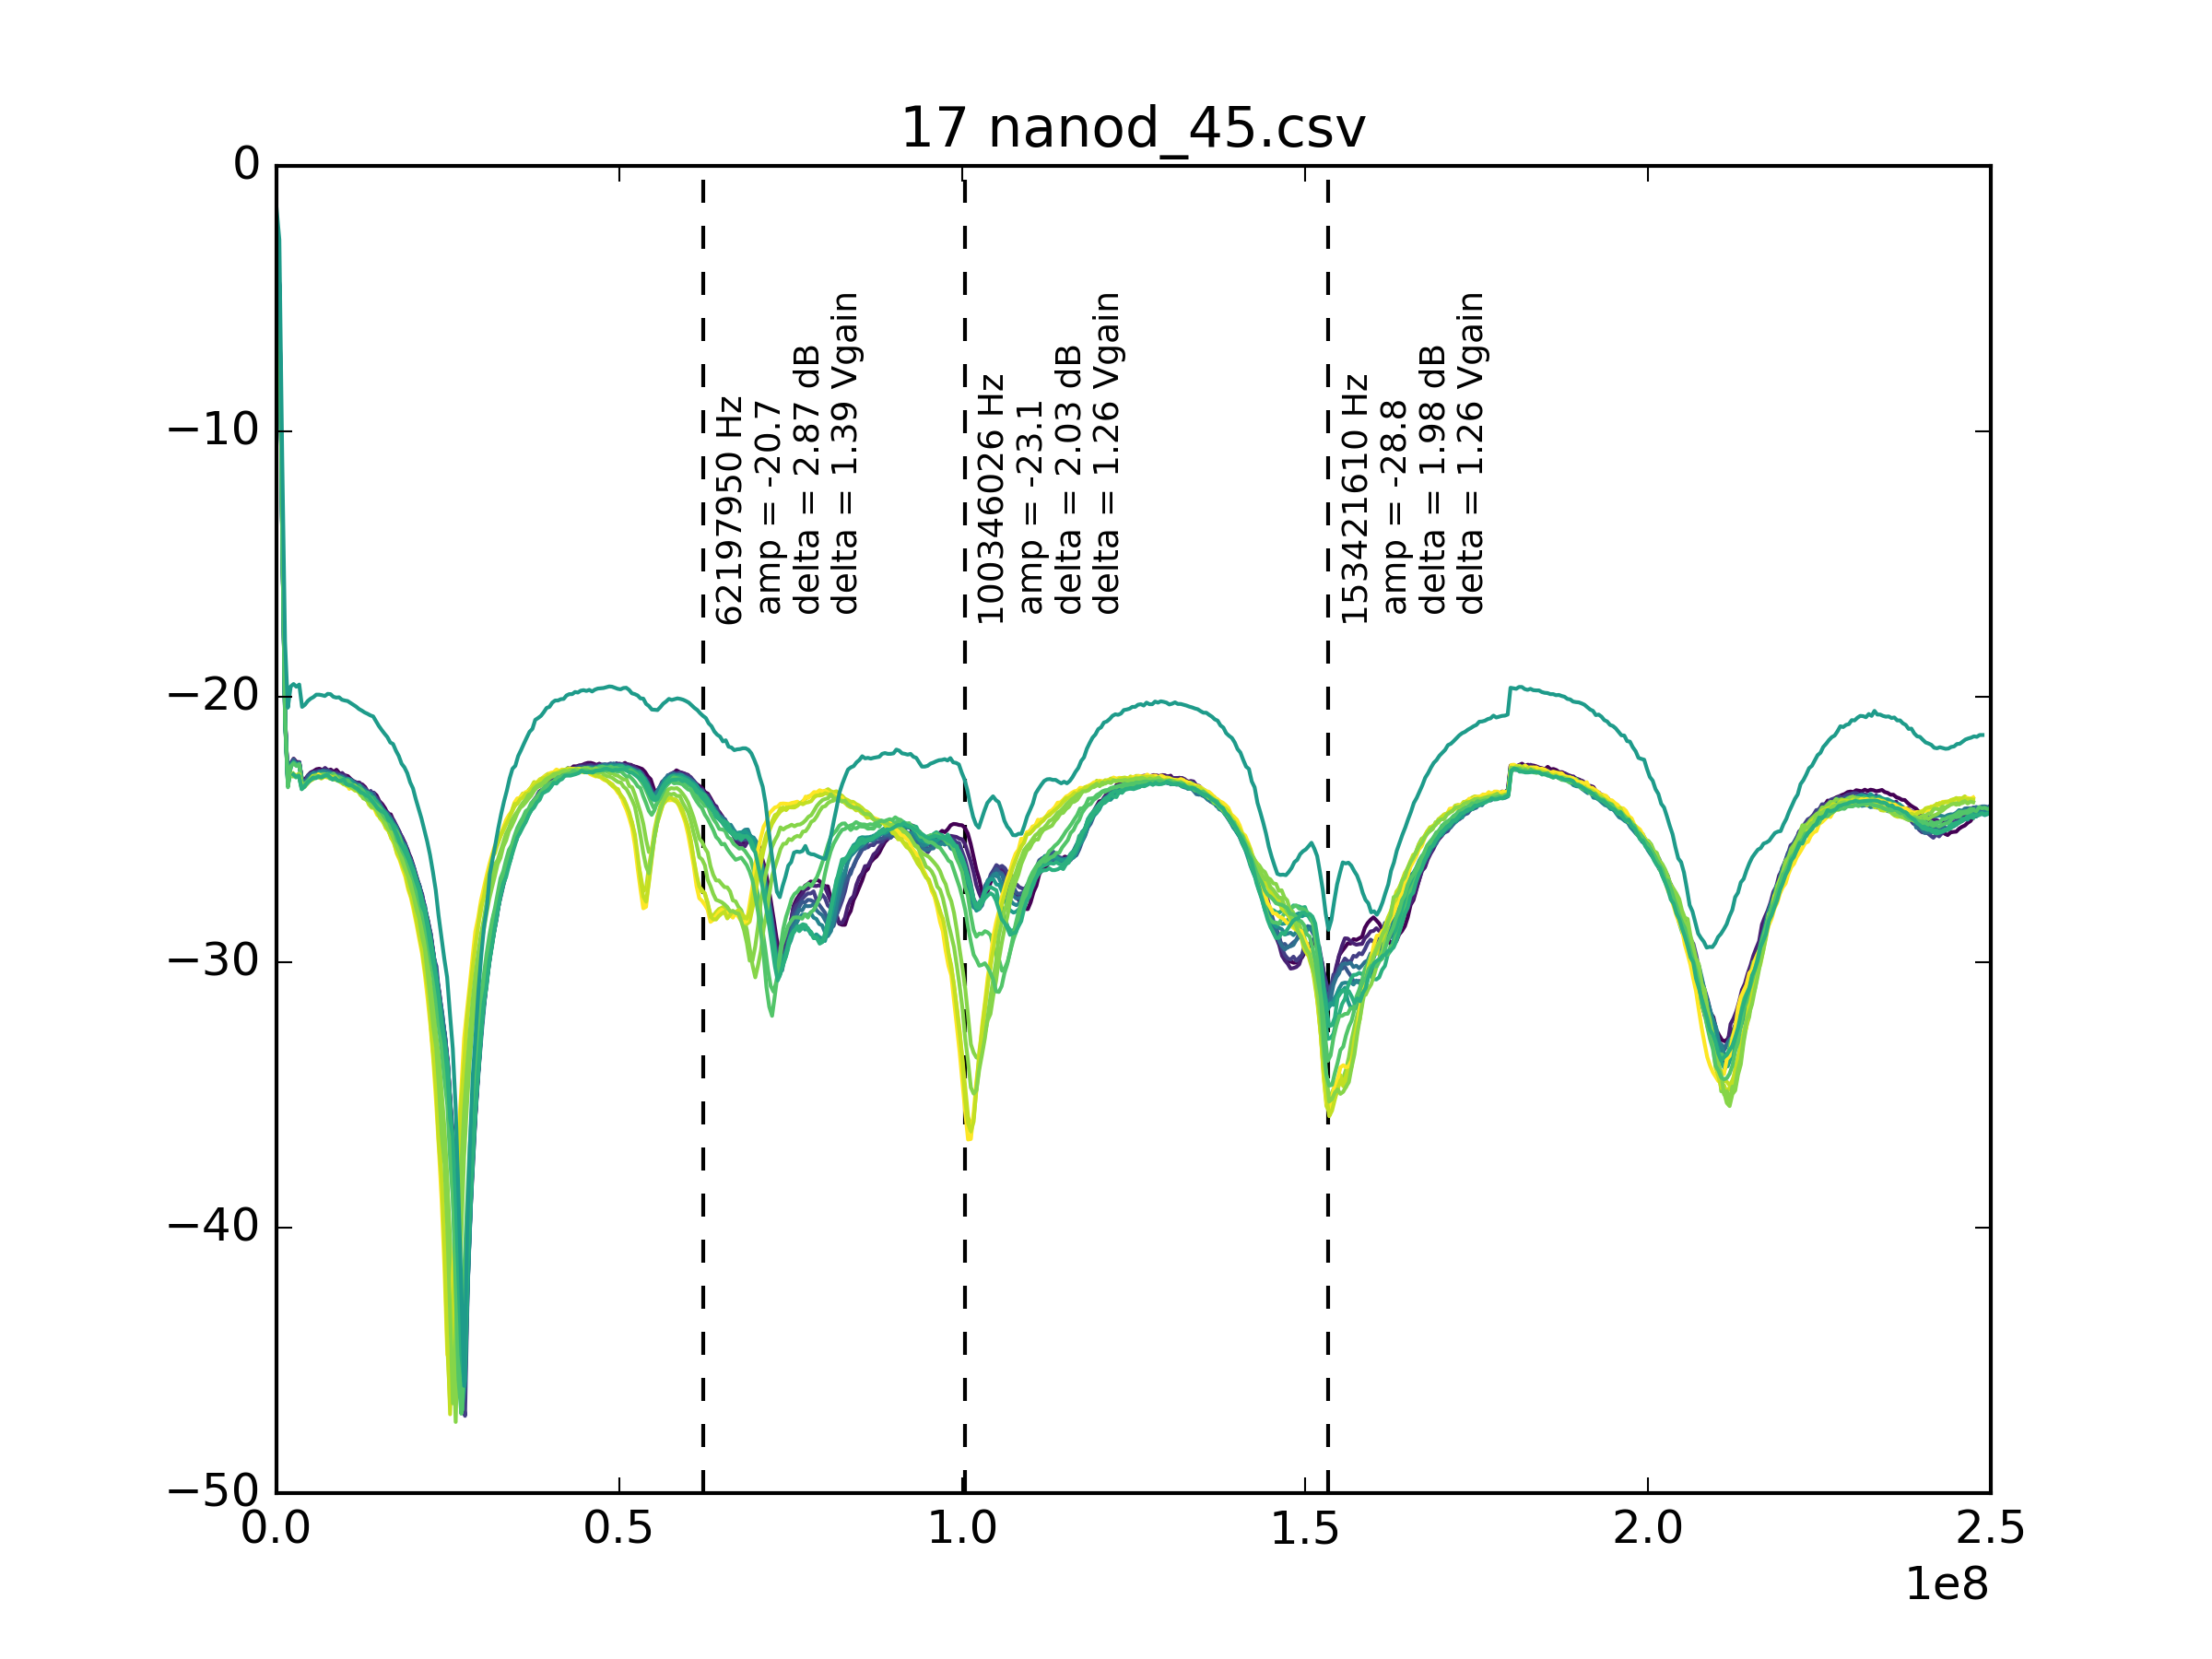 17 nanod_45.csv
0
−10
−20
−30
−40
−50
62197950 Hz
amp = -20.7
delta = 2.87 dB
delta = 1.39 Vgain
100346026 Hz
amp = -23.1
delta = 2.03 dB
delta = 1.26 Vgain
153421610 Hz
amp = -28.8
delta = 1.98 dB
delta = 1.26 Vgain
0.0 0.5 1.0 1.5 2.0 2.5
1e8